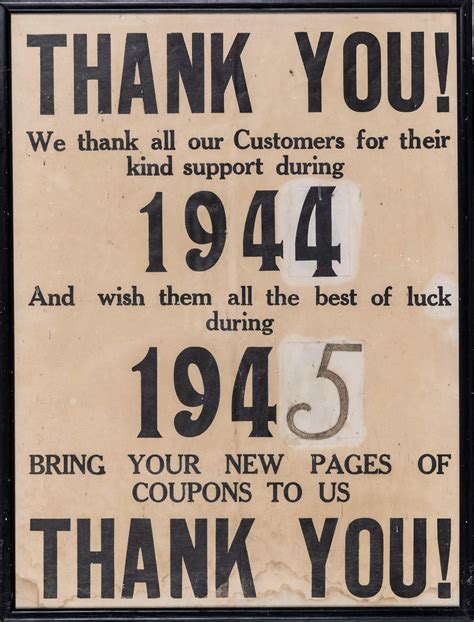 THANK YOU!
We thank all our Customers for their
kind support during
1944
And wish them all the best of luck
during
1945
BRING YOUR NEW PAGES OF
COUPONS TO US
THANK YOU!